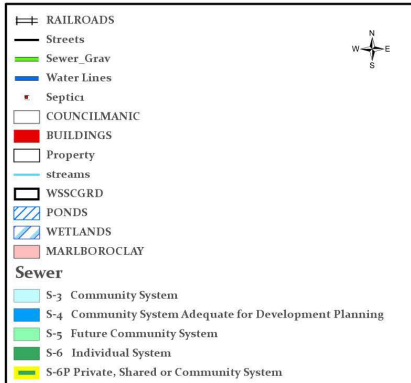 RAILROADS
Streets
Sewer_Grav
Water Lines
Septic1
COUNCILMANIC
BUILDINGS
Property
streams
WSSCGRD
PONDS
WETLANDS
MARLBOROCLAY
Sewer
S-3 Community System
S-4 Community System Adequate for Development Planning
S-5 Future Community System
S-6 Individual System
S-6P Private, Shared or Community System
N
W E
S